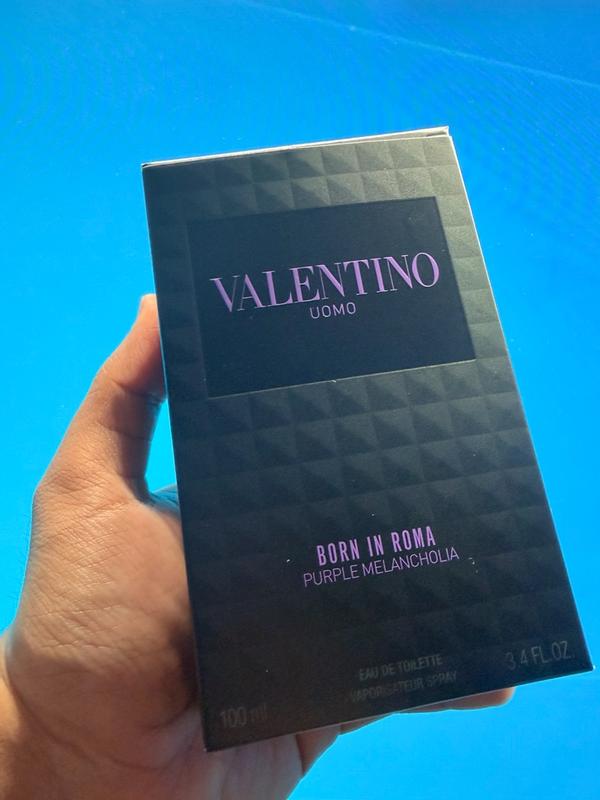 VALENTINO
UOMO
BORN IN ROMA
PURPLE MELANCHOLIA
EAU DE TOILETTE
VAPORISATEUR SPRAY
100 ml
3.4 FL.OZ.